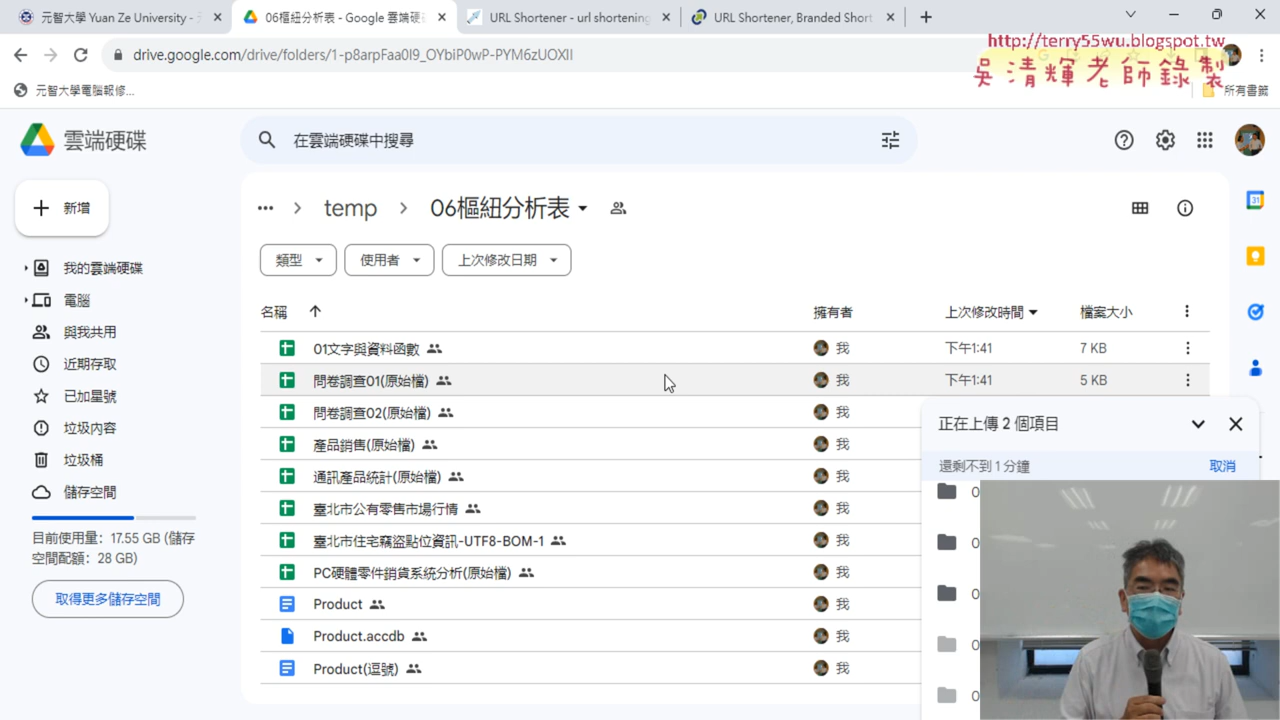 元智大學 Yuan Ze University -
06樞紐分析表 - Google 雲端硬碟
URL Shortener - url shortening
URL Shortener, Branded Short
http://terry55wu.blogspot.tw
drive.google.com/drive/folders/1-p8arpFaa0I9_OYbiP0wP-PYM6zUOXII
吳清輝老師錄製
元智大學電腦報修...
所有書籤
雲端硬碟
在雲端硬碟中搜尋
新增
temp
06樞紐分析表
類型
使用者
上次修改日期
我的雲端硬碟
電腦
與我共用
近期存取
已加星號
垃圾內容
垃圾桶
儲存空間
目前使用量: 17.55 GB (儲存
空間配額: 28 GB)
取得更多儲存空間
名稱
擁有者
上次修改時間
檔案大小
01文字與資料函數
我
下午1:41
7 KB
問卷調查01(原始檔)
我
下午1:41
5 KB
問卷調查02(原始檔)
我
產品銷售(原始檔)
我
通訊產品統計(原始檔)
我
臺北市公有零售市場行情
我
臺北市住宅竊盜點位資訊-UTF8-BOM-1
我
PC硬體零件銷貨系統分析(原始檔)
我
Product
我
Product.accdb
我
Product(逗號)
我
正在上傳 2 個項目
還剩不到 1 分鐘
取消
0
0
0
0
0
31